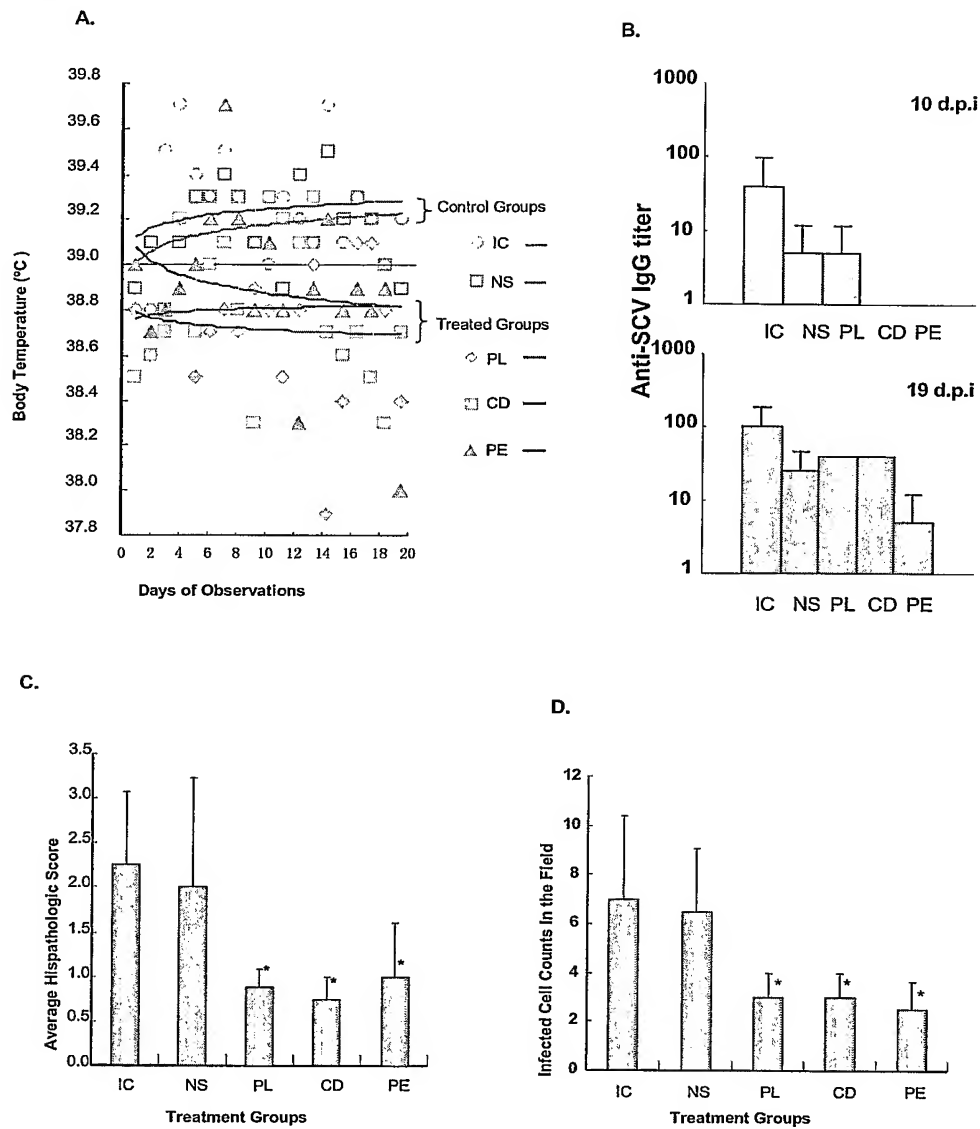 A.
Body Temperature (ºC)
39.8
39.6
39.4
39.2
39.0
38.8
38.6
38.4
38.2
38.0
37.8
0 2 4 6 8 10 12 14 16 18 20
Days of Observations
Control Groups
IC
NS
Treated Groups
PL
CD
PE
B.
Anti-SCV IgG titer
1000
100
10
1
10 d.p.i
IC NS PL CD PE
1000
100
10
1
19 d.p.i
IC NS PL CD PE
C.
Average Hispathologic Score
3.5
3.0
2.5
2.0
1.5
1.0
0.5
0.0
* * *
IC NS PL CD PE
Treatment Groups
D.
Infected Cell Counts In the Field
12
10
8
6
4
2
0
* * *
IC NS PL CD PE
Treatment Groups